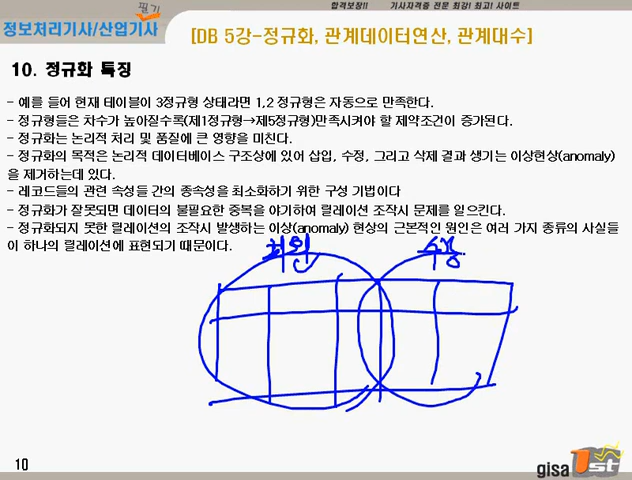 합격보장!! 기사자격증 전문 최강! 최고! 사이트
필기
정보처리기사/산업기사
[DB 5강-정규화, 관계데이터연산, 관계대수]
10. 정규화 특징
- 예를 들어 현재 테이블이 3정규형 상태라면 1,2 정규형은 자동으로 만족한다.
- 정규형들은 차수가 높아질수록(제1정규형→제5정규형)만족시켜야 할 제약조건이 증가된다.
- 정규화는 논리적 처리 및 품질에 큰 영향을 미친다.
- 정규화의 목적은 논리적 데이터베이스 구조상에 있어 삽입, 수정, 그리고 삭제 결과 생기는 이상현상(anomaly)
을 제거하는데 있다.
- 레코드들의 관련 속성들 간의 종속성을 최소화하기 위한 구성 기법이다
- 정규화가 잘못되면 데이터의 불필요한 중복을 야기하여 릴레이션 조작시 문제를 일으킨다.
- 정규화되지 못한 릴레이션의 조작시 발생하는 이상(anomaly) 현상의 근본적인 원인은 여러 가지 종류의 사실들
이 하나의 릴레이션에 표현되기 때문이다.
회원
10
gisa 1st